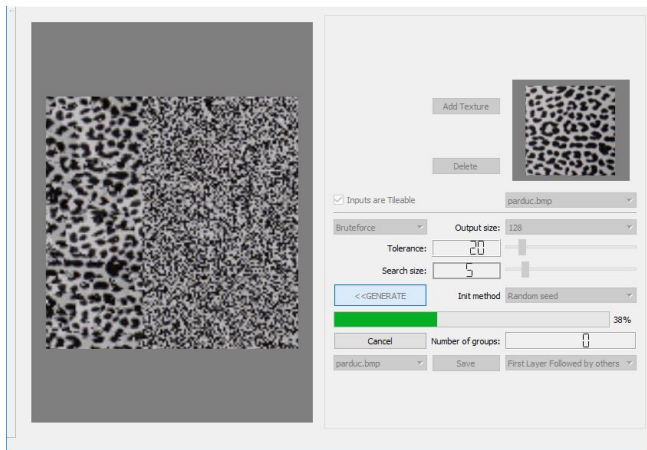 Add Texture
Delete
Inputs are Tileable
parduc.bmp
Bruteforce
Output size:
128
Tolerance:
20
Search size:
5
<<GENERATE
Init method
Random seed
38%
Cancel
Number of groups:
0
parduc.bmp
Save
First Layer Followed by others